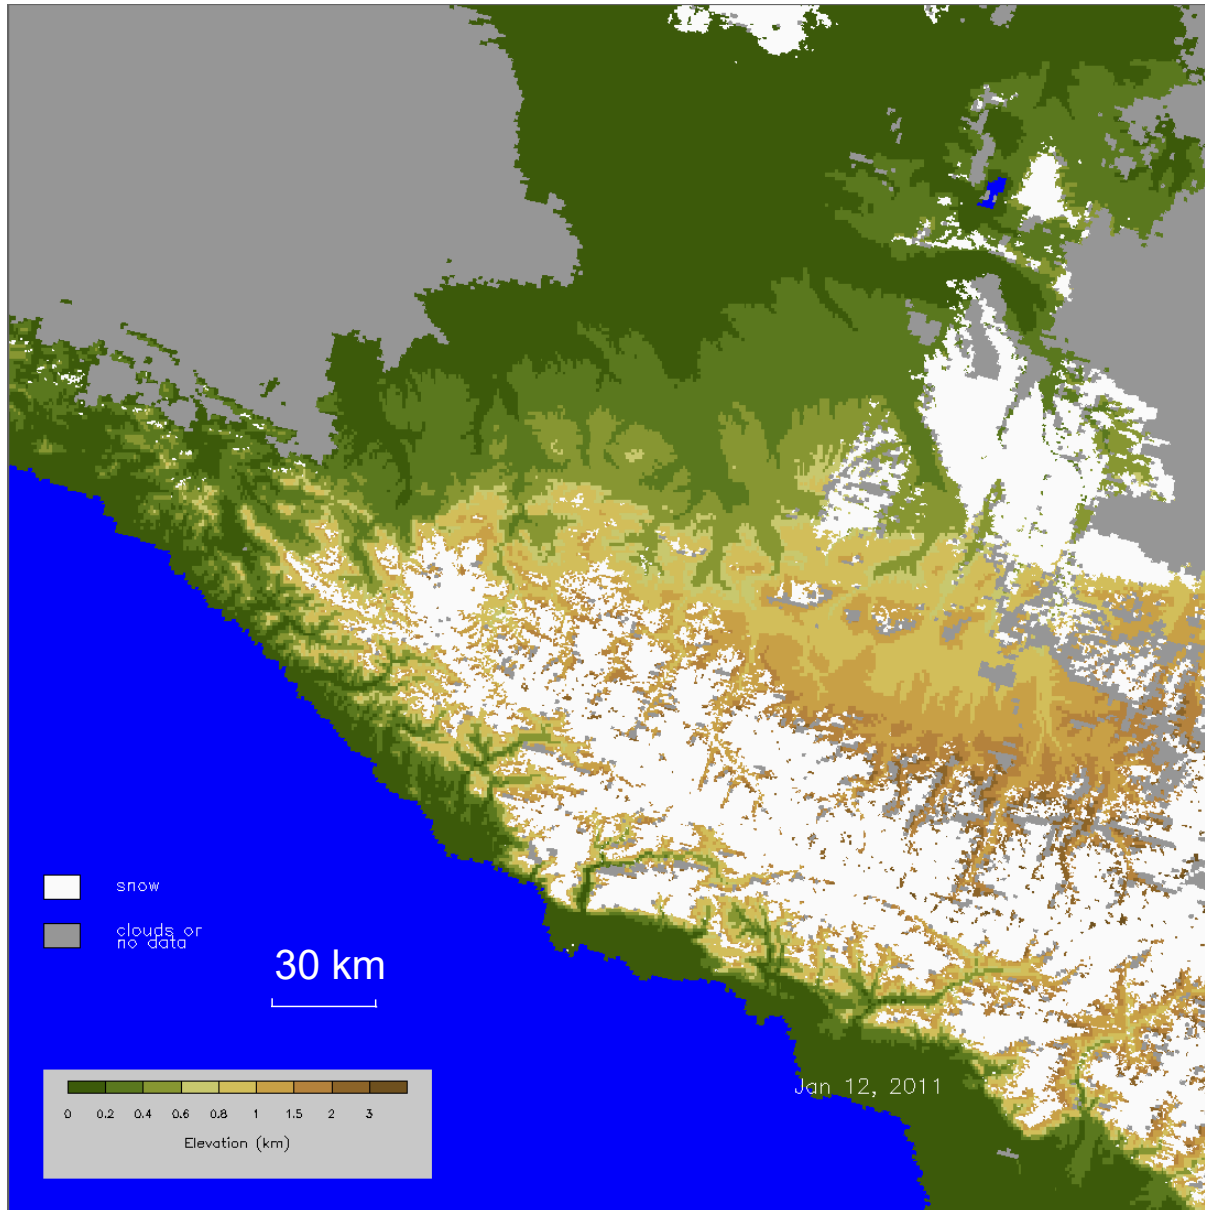 snow
clouds or
no data
30 km
Jan 12, 2011
0 0.2 0.4 0.6 0.8 1 1.5 2 3
Elevation (km)